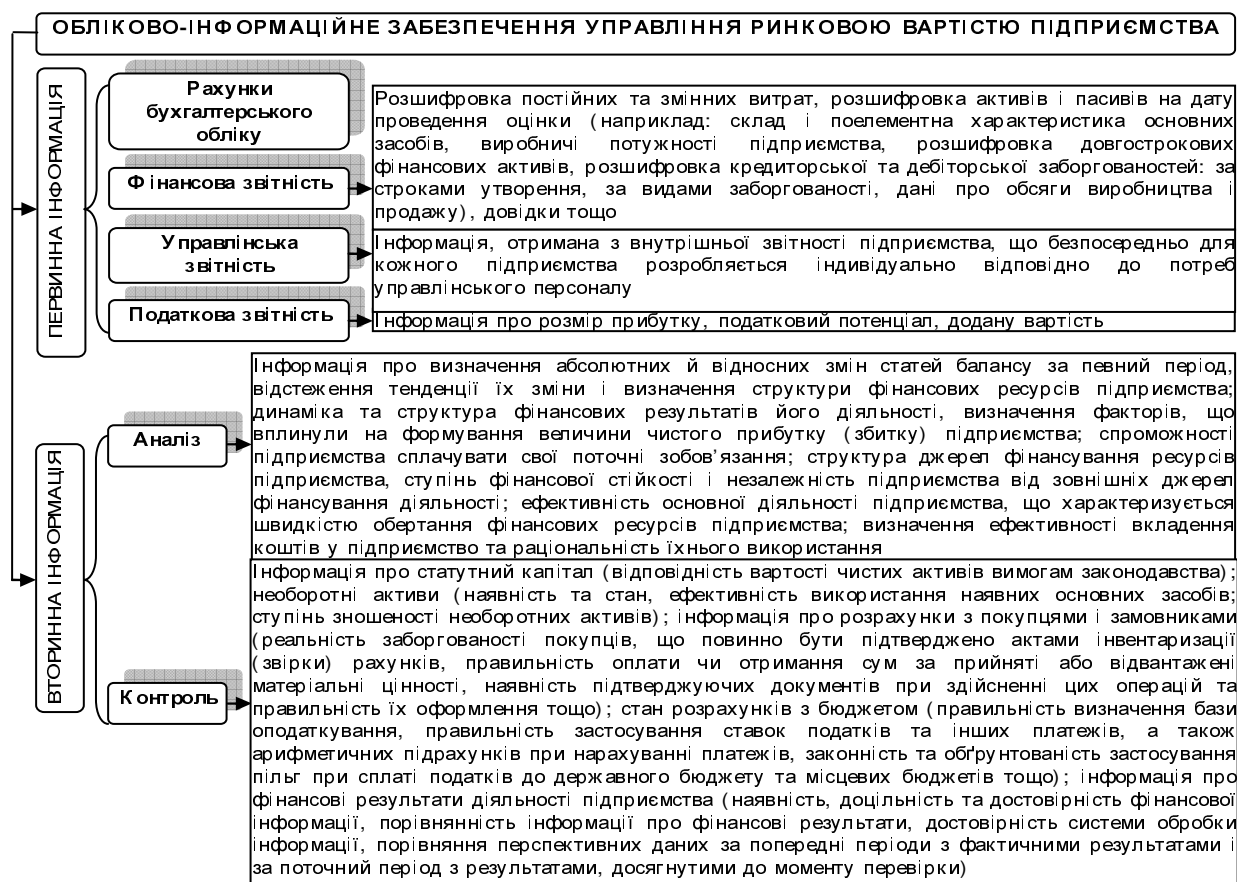 ОБЛІКОВО-ІНФОРМАЦІЙНЕ ЗАБЕЗПЕЧЕННЯ УПРАВЛІННЯ РИНКОВОЮ ВАРТІСТЮ ПІДПРИЄМСТВА
ПЕРВИННА ІНФОРМАЦІЯ
Рахунки
бухгалтерського
обліку
Фінансова звітність
Розшифровка постійних та змінних витрат, розшифровка активів і пасивів на дату
проведення оцінки (наприклад: склад і поелементна характеристика основних
засобів, виробничі потужності підприємства, розшифровка довгострокових
фінансових активів, розшифровка кредиторської та дебіторської заборгованостей: за
строками утворення, за видами заборгованості, дані про обсяги виробництва і
продажу), довідки тощо
Управлінська
звітність
Інформація, отримана з внутрішньої звітності підприємства, що безпосередньо для
кожного підприємства розробляється індивідуально відповідно до потреб
управлінського персоналу
Податкова звітність
Інформація про розмір прибутку, податковий потенціал, додану вартість
ВТОРИННА ІНФОРМАЦІЯ
Аналіз
Інформація про визначення абсолютних й відносних змін статей балансу за певний період,
відстеження тенденції їх зміни і визначення структури фінансових ресурсів підприємства;
динаміка та структура фінансових результатів його діяльності, визначення факторів, що
вплинули на формування величини чистого прибутку (збитку) підприємства; спроможності
підприємства сплачувати свої поточні зобов’язання; структура джерел фінансування ресурсів
підприємства, ступінь фінансової стійкості і незалежність підприємства від зовнішніх джерел
фінансування діяльності; ефективність основної діяльності підприємства, що характеризується
швидкістю обертання фінансових ресурсів підприємства; визначення ефективності вкладення
коштів у підприємство та раціональність їхнього використання
Контроль
Інформація про статутний капітал (відповідність вартості чистих активів вимогам законодавства);
необоротні активи (наявність та стан, ефективність використання наявних основних засобів;
ступінь зношеності необоротних активів); інформація про розрахунки з покупцями і замовниками
(реальність заборгованості покупців, що повинно бути підтверджено актами інвентаризації
(звірки) рахунків, правильність оплати чи отримання сум за прийняті або відвантажені
матеріальні цінності, наявність підтверджуючих документів при здійсненні цих операцій та
правильність їх оформлення тощо); стан розрахунків з бюджетом (правильність визначення бази
оподаткування, правильність застосування ставок податків та інших платежів, а також
арифметичних підрахунків при нарахуванні платежів, законність та обґрунтованість застосування
пільг при сплаті податків до державного бюджету та місцевих бюджетів тощо); інформація про
фінансові результати діяльності підприємства (наявність, доцільність та достовірність фінансової
інформації, порівнянність інформації про фінансові результати, достовірність системи обробки
інформації, порівняння перспективних даних за попередні періоди з фактичними результатами і
за поточний період з результатами, досягнутими до моменту перевірки)